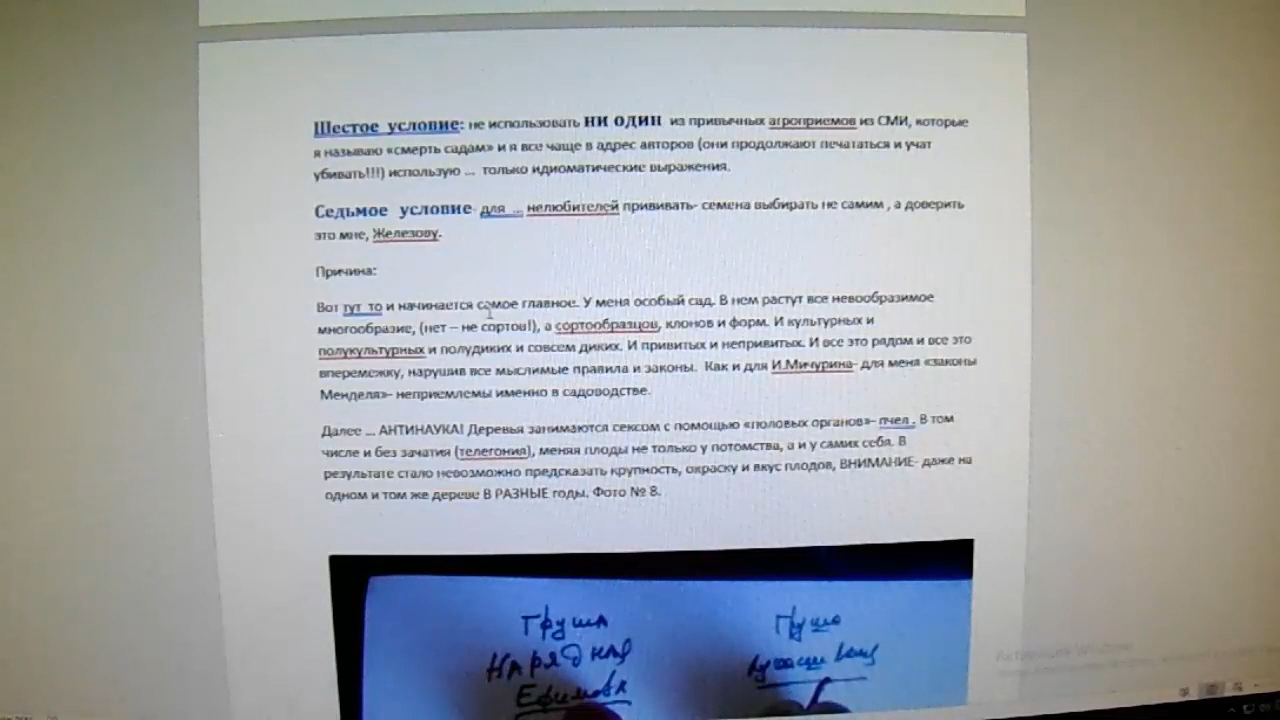 Шестое условие: не использовать НИ ОДИН из привычных агроприемов из СМИ, которые
я называю «смерть садам» и я все чаще в адрес авторов (они продолжают печататься и учат
убивать!!!) использую ... только идиоматические выражения.
Седьмое условие для ... нелюбителей прививать- семена выбирать не самим , а доверить
это мне, Железову.
Причина:
Вот тут то и начинается самое главное. У меня особый сад. В нем растут все невообразимое
многообразие, (нет – не сортов!), а сортообразцов, клонов и форм. И культурных и
полукультурных и полудиких и совсем диких. И привитых и непривитых. И все это рядом и все это
вперемежку, нарушив все мыслимые правила и законы. Как и для И.Мичурина- для меня «законы
Менделя»- неприемлемы именно в садоводстве.
Далее ... АНТИНАУКА! Деревья занимаются сексом с помощью «половых органов»- пчел . В том
числе и без зачатия (телегония), меняя плоды не только у потомства, а и у самих себя. В
результате стало невозможно предсказать крупность, окраску и вкус плодов, ВНИМАНИЕ- даже на
одном и том же дереве В РАЗНЫЕ годы. Фото № 8.
Груша Груша
Нарядная
Ефимова
Активация Windows